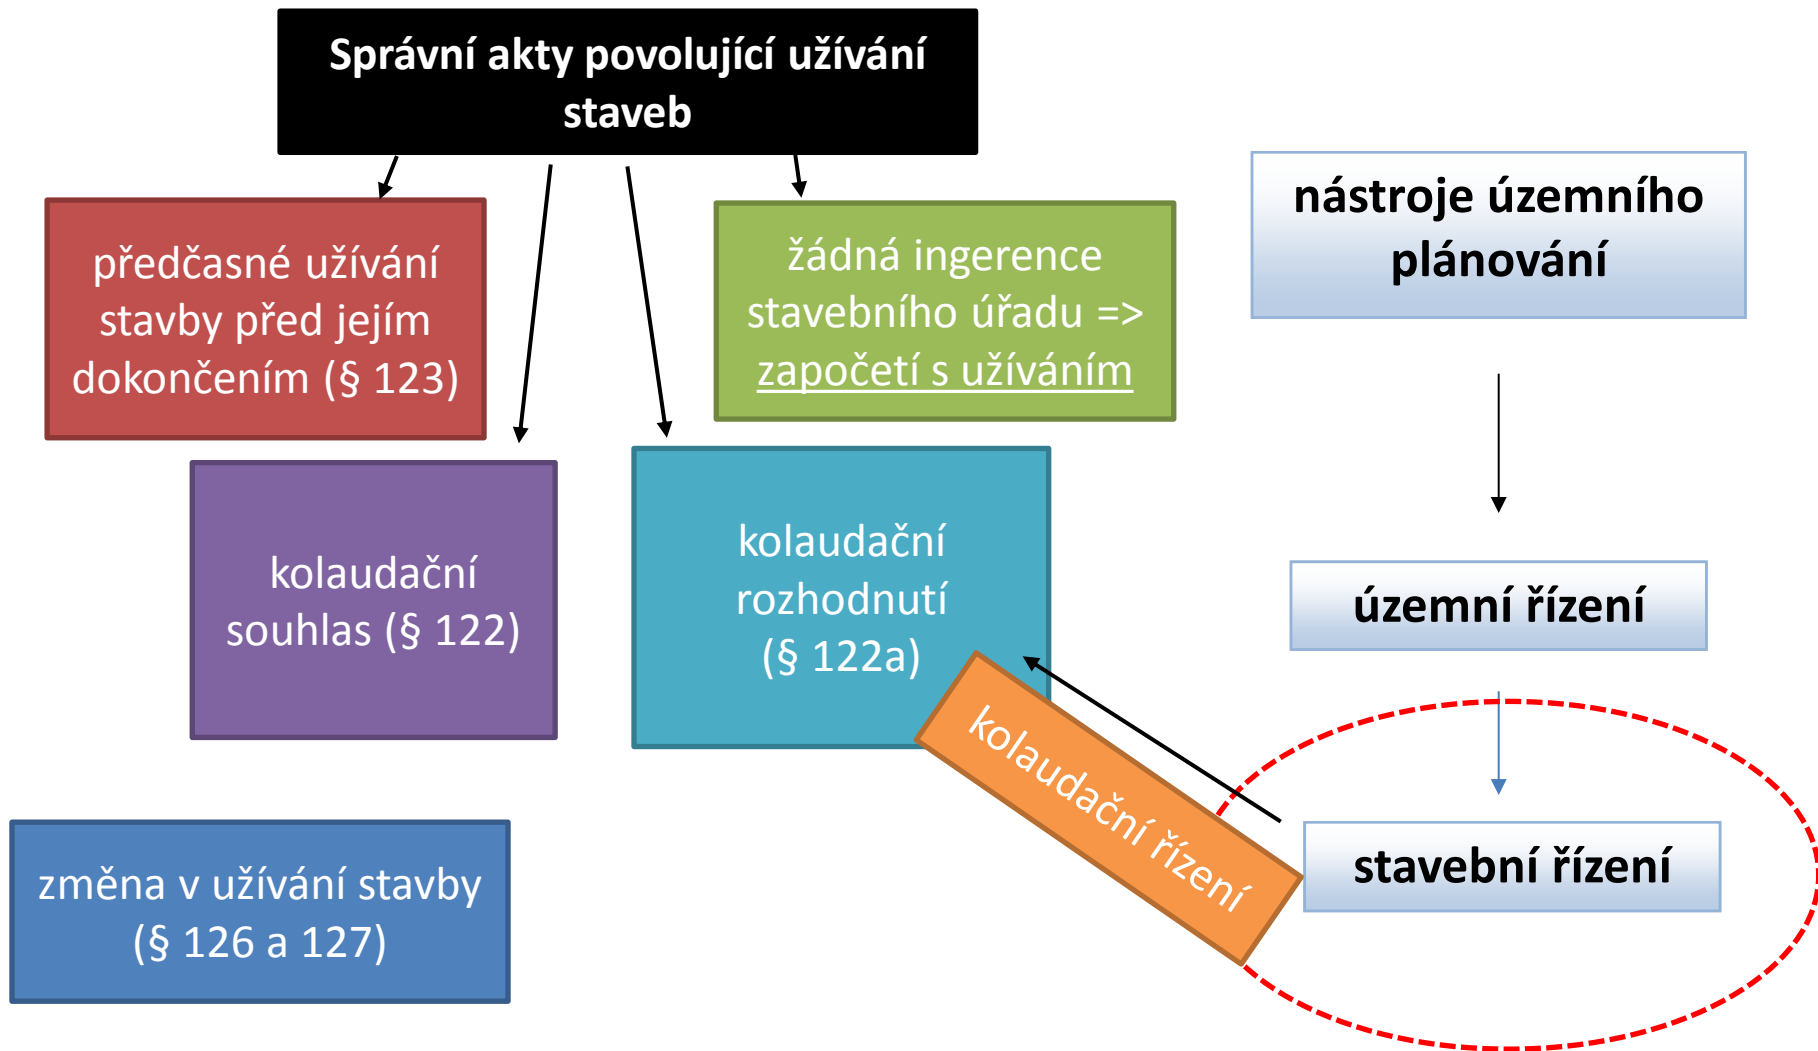 Správní akty povolující užívání
staveb
předčasné užívání
stavby před jejím
dokončením (§ 123)
žádná ingerence
stavebního úřadu =>
započetí s užíváním
kolaudační
souhlas (§ 122)
kolaudační
rozhodnutí
(§ 122a)
změna v užívání stavby
(§ 126 a 127)
nástroje územního
plánování
územní řízení
stavební řízení
kolaudační řízení